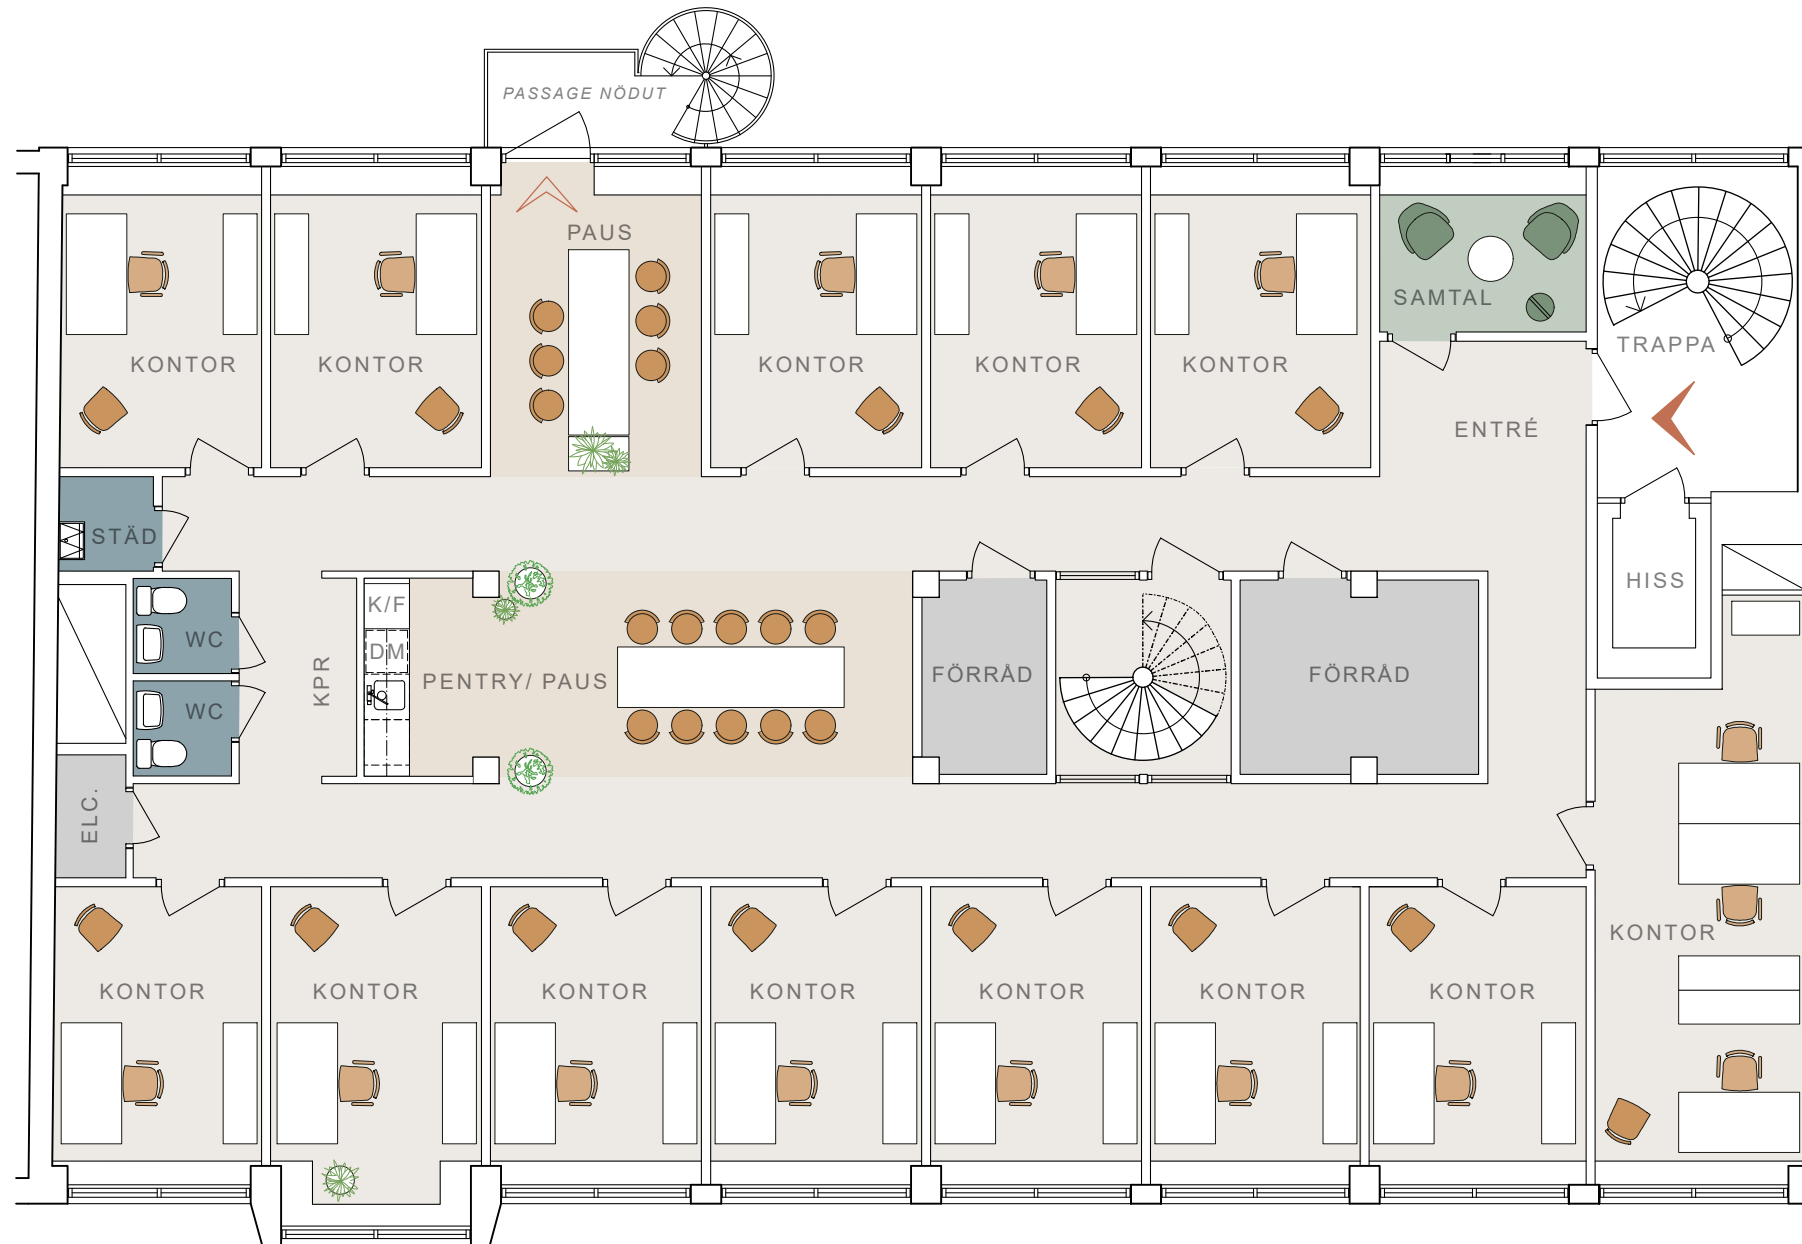 PASSAGE NÖDUT
PAUS
SAMTAL
TRAPPA
KONTOR
KONTOR
KONTOR
KONTOR
KONTOR
ENTRÉ
STÄD
HISS
K/F
WC
DM
KPR
PENTRY/ PAUS
FÖRRÅD
FÖRRÅD
WC
ELC.
KONTOR
KONTOR
KONTOR
KONTOR
KONTOR
KONTOR
KONTOR
KONTOR